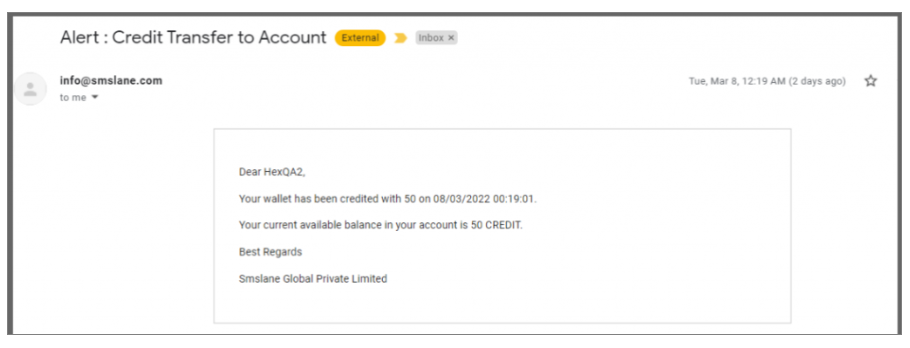 Alert : Credit Transfer to Account External Inbox ×
info@smslane.com Tue, Mar 8, 12:19 AM (2 days ago)
to me
Dear HexQA2,
Your wallet has been credited with 50 on 08/03/2022 00:19:01.
Your current available balance in your account is 50 CREDIT.
Best Regards
Smslane Global Private Limited